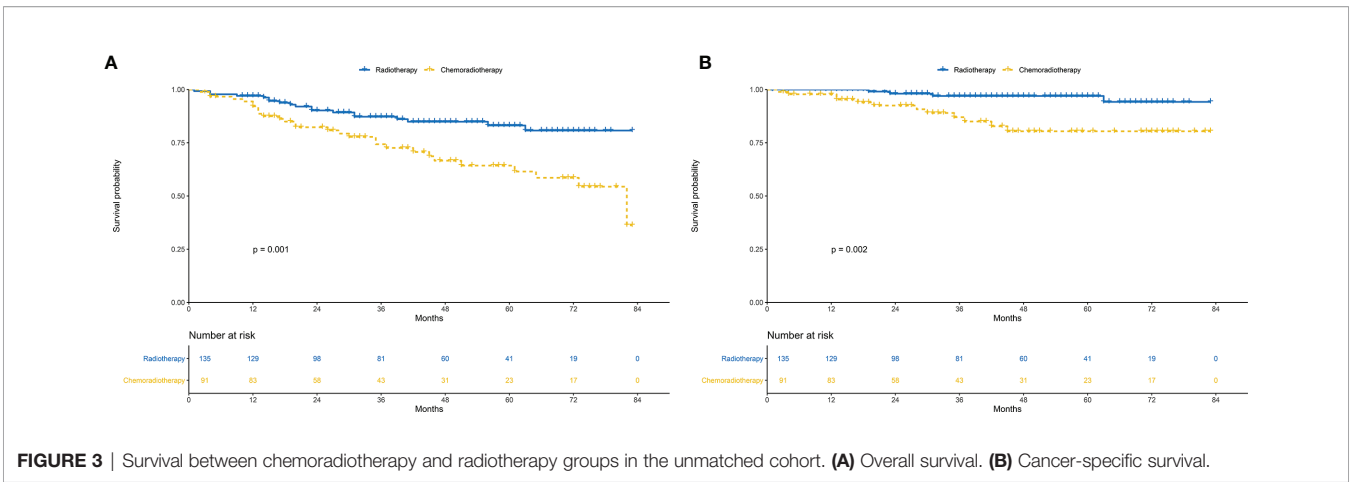 A
Radiotherapy Chemoradiotherapy
Survival probability
1.00
0.75
0.50
0.25
0.00
p = 0.001
0 12 24 36 48 60 72 84
Months
Number at risk
Radiotherapy 135 129 98 81 60 41 19 0
Chemoradiotherapy 91 83 58 43 31 23 17 0
0 12 24 36 48 60 72 84
Months
B
Radiotherapy Chemoradiotherapy
Survival probability
1.00
0.75
0.50
0.25
0.00
p = 0.002
0 12 24 36 48 60 72 84
Months
Number at risk
Radiotherapy 135 129 98 81 60 41 19 0
Chemoradiotherapy 91 83 58 43 31 23 17 0
0 12 24 36 48 60 72 84
Months
FIGURE 3 | Survival between chemoradiotherapy and radiotherapy groups in the unmatched cohort. (A) Overall survival. (B) Cancer-specific survival.